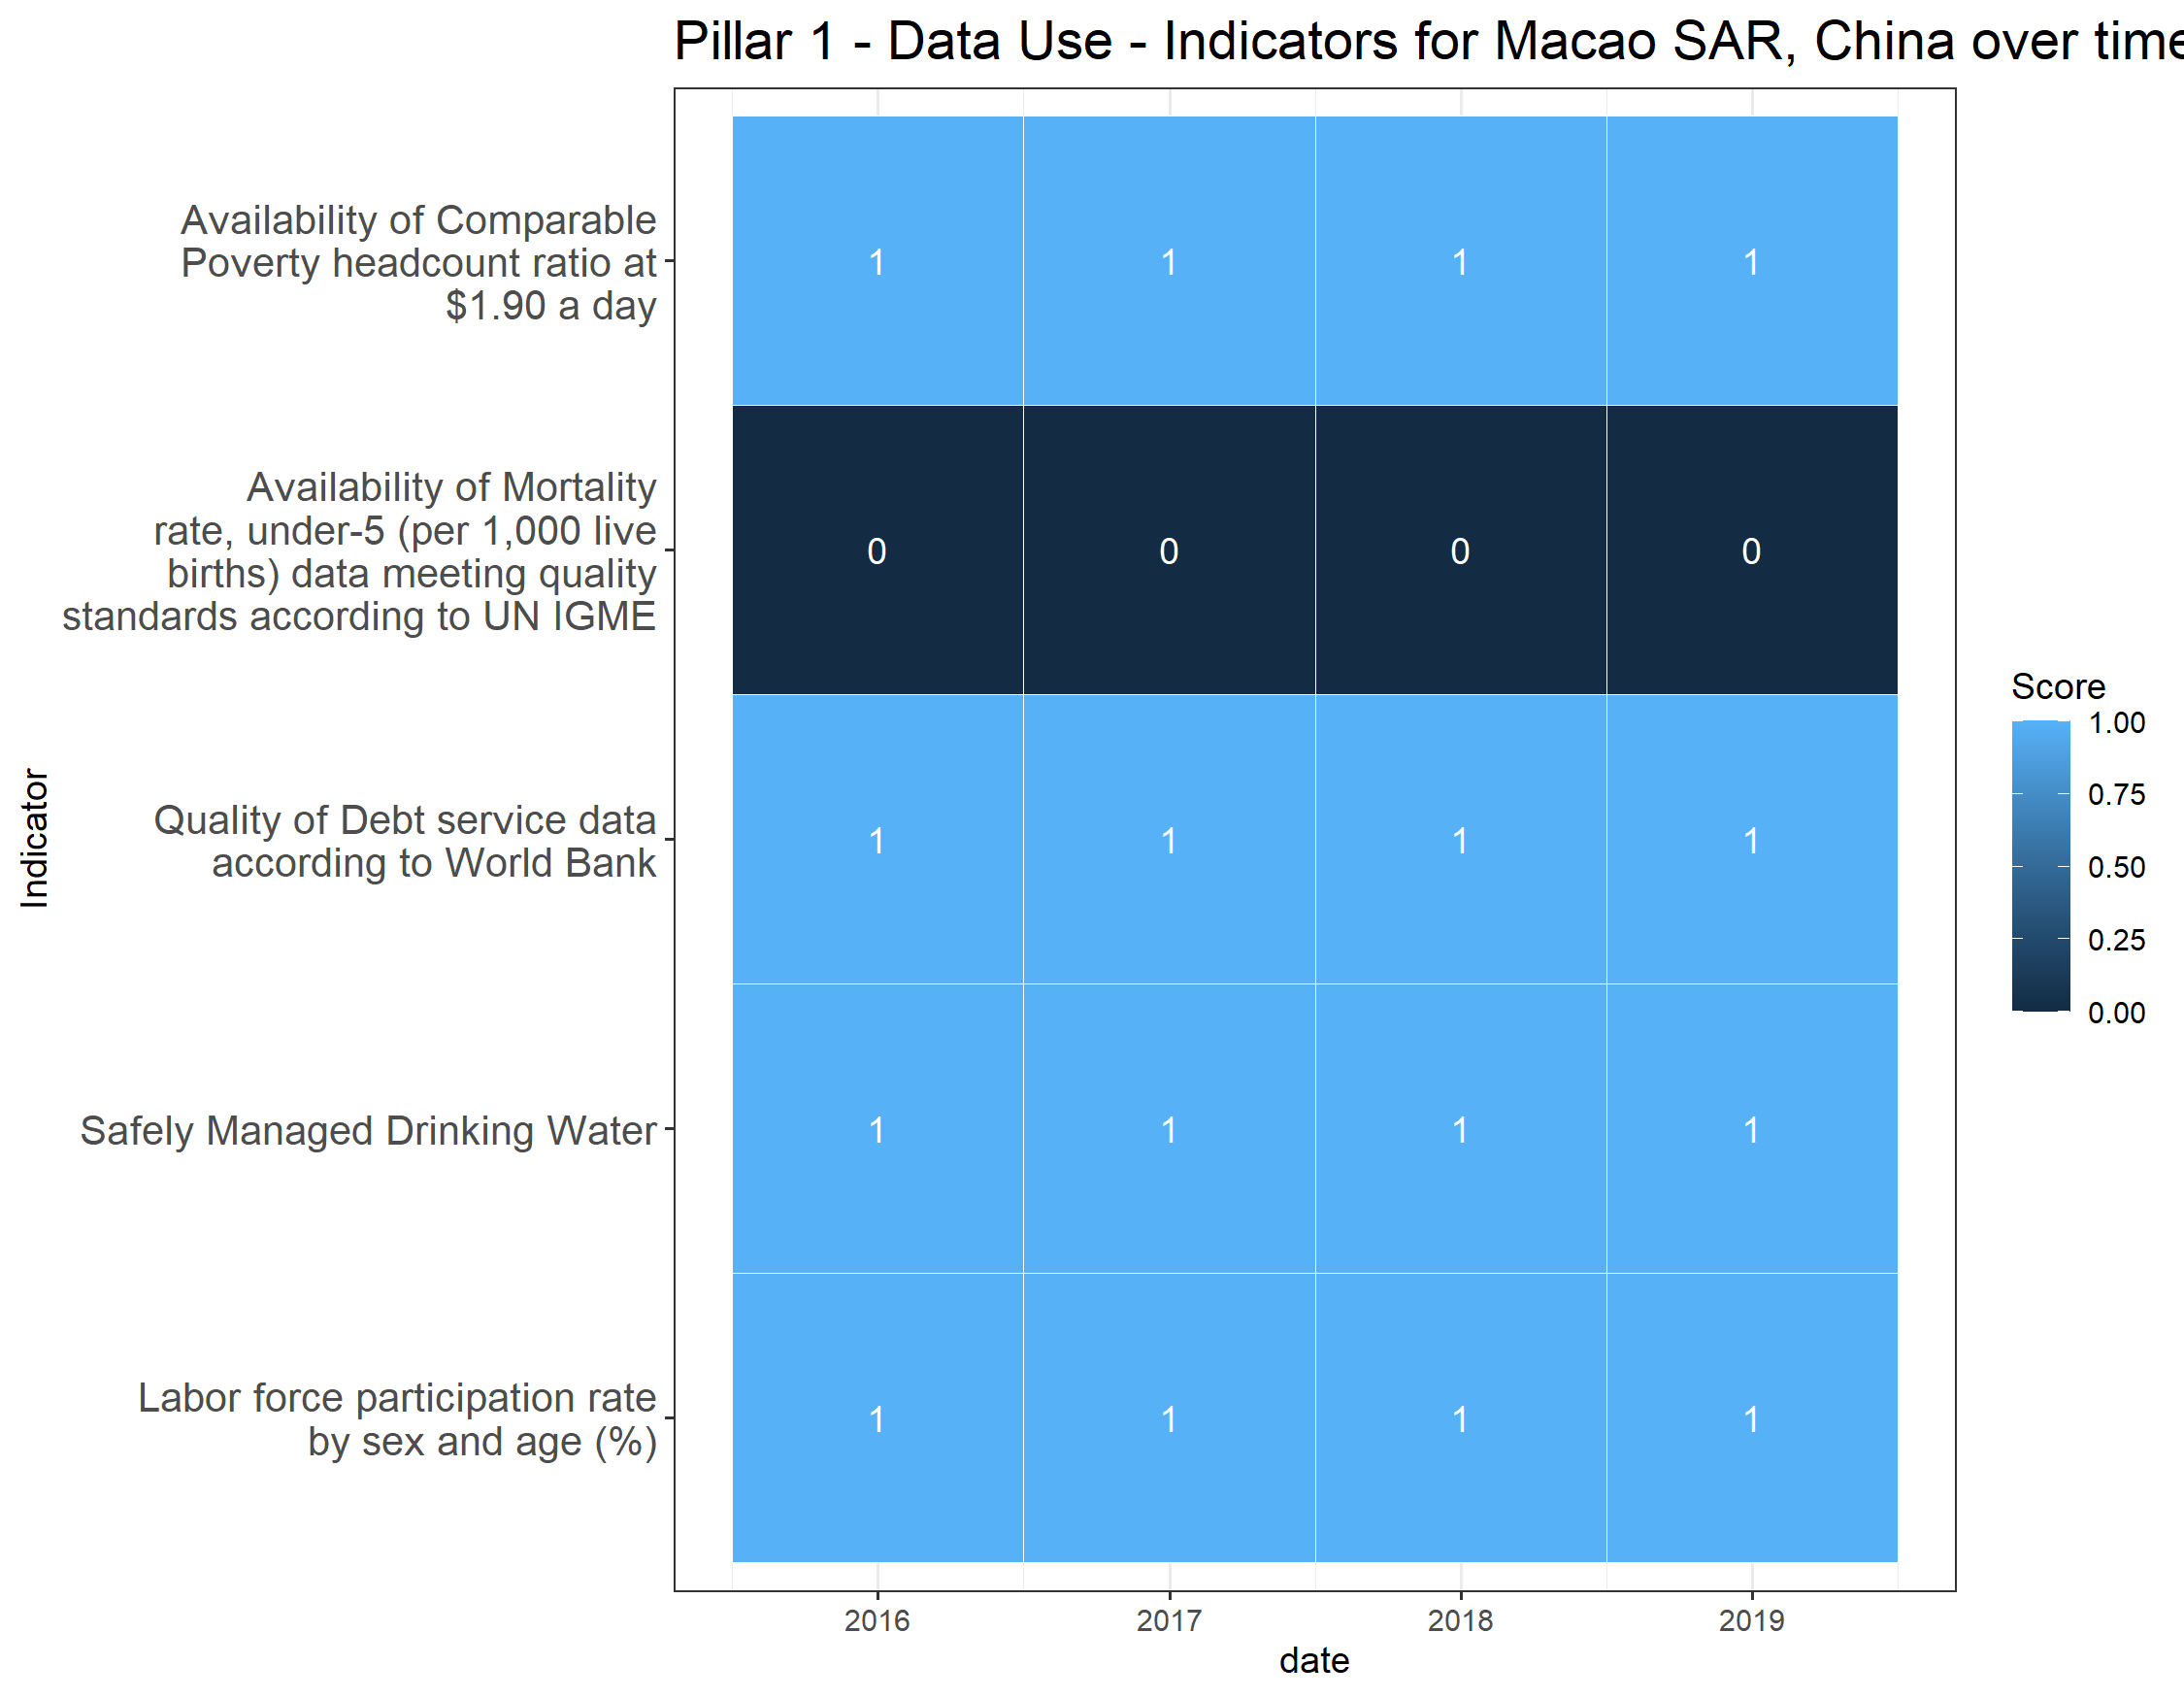 Pillar 1 - Data Use - Indicators for Macao SAR, China over time
Availability of Comparable
Poverty headcount ratio at
$1.90 a day
1 1 1 1
Availability of Mortality
rate, under-5 (per 1,000 live
births) data meeting quality
standards according to UN IGME
0 0 0 0
Quality of Debt service data
according to World Bank
1 1 1 1
Safely Managed Drinking Water
1 1 1 1
Labor force participation rate
by sex and age (%)
1 1 1 1
Indicator
2016 2017 2018 2019
date
Score
1.00
0.75
0.50
0.25
0.00